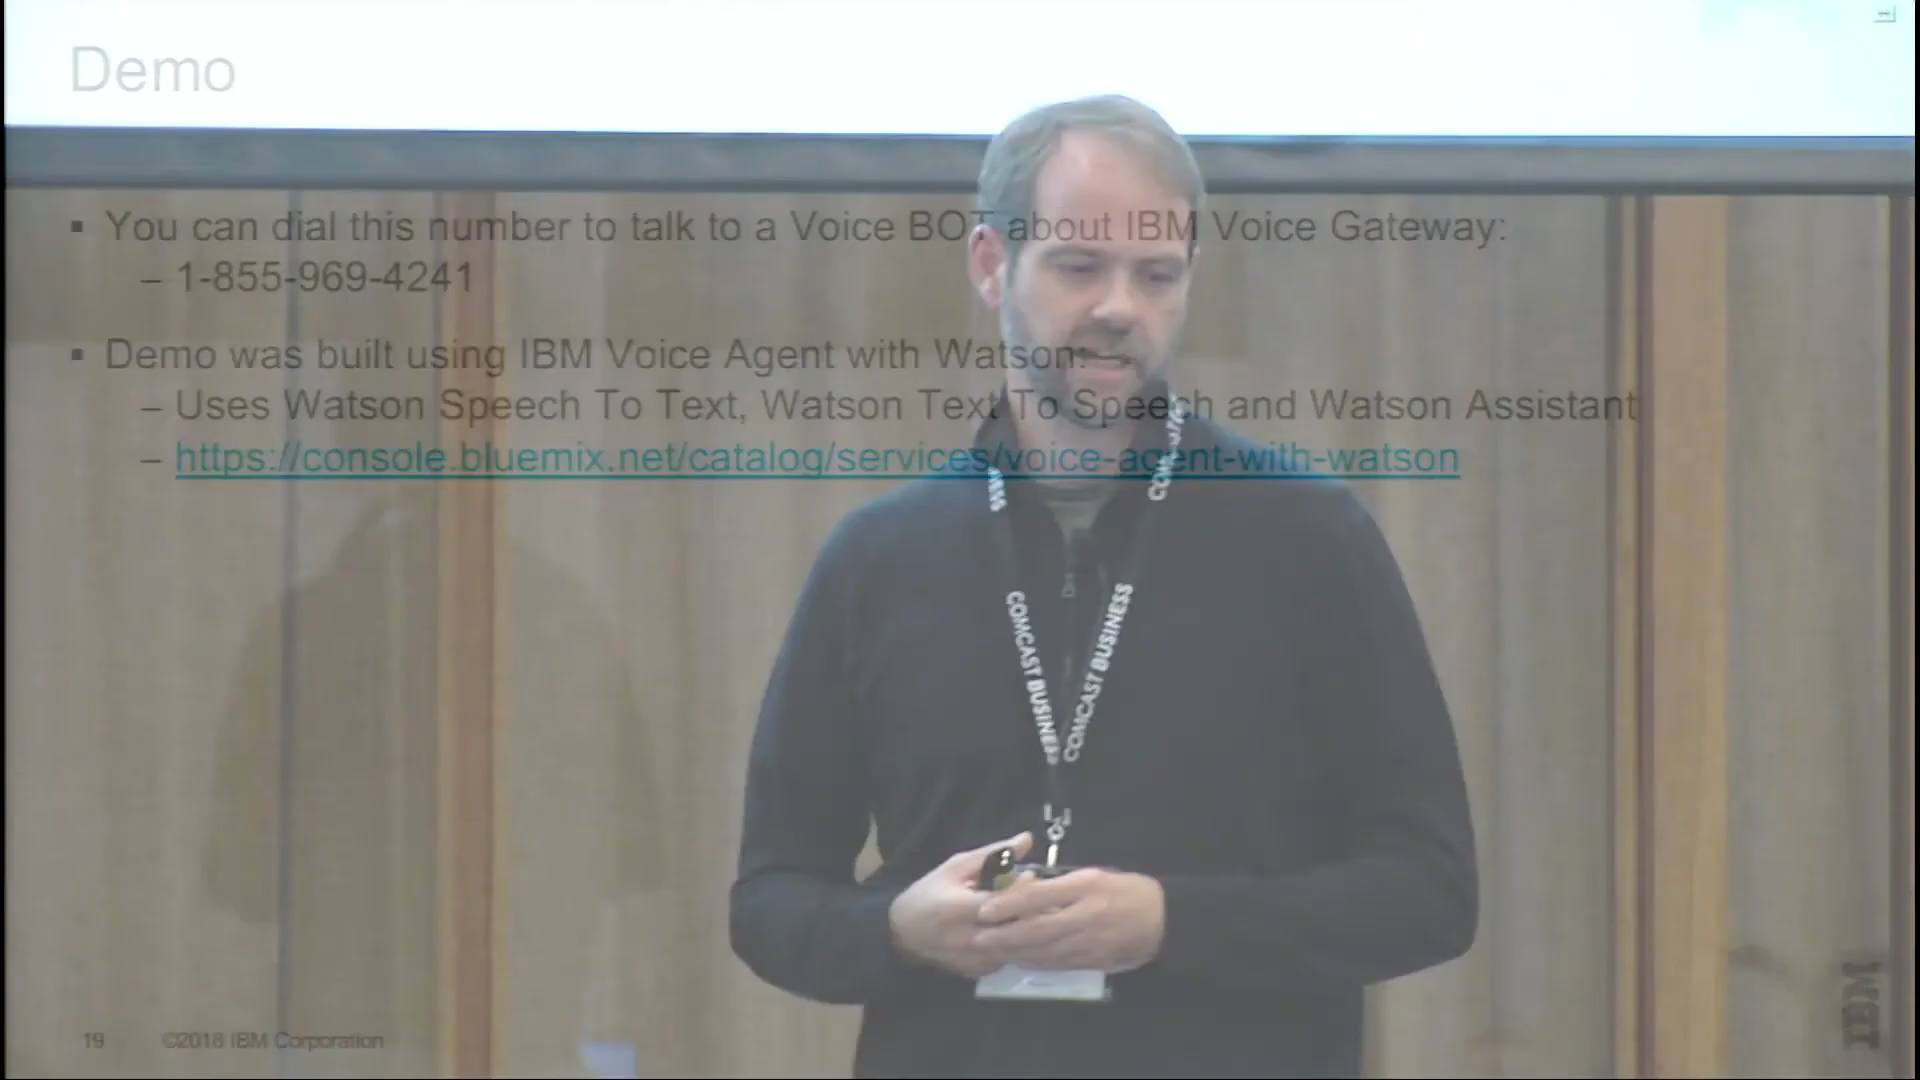 Demo
▪ You can dial this number to talk to a Voice BOT about IBM Voice Gateway:
– 1-855-969-4241
▪ Demo was built using IBM Voice Agent with Watson:
– Uses Watson Speech To Text, Watson Text To Speech and Watson Assistant
– https://console.bluemix.net/catalog/services/voice-agent-with-watson
COMCAST BUSINESS
COMCAST BUSINESS
19 ©2018 IBM Corporation
IBM